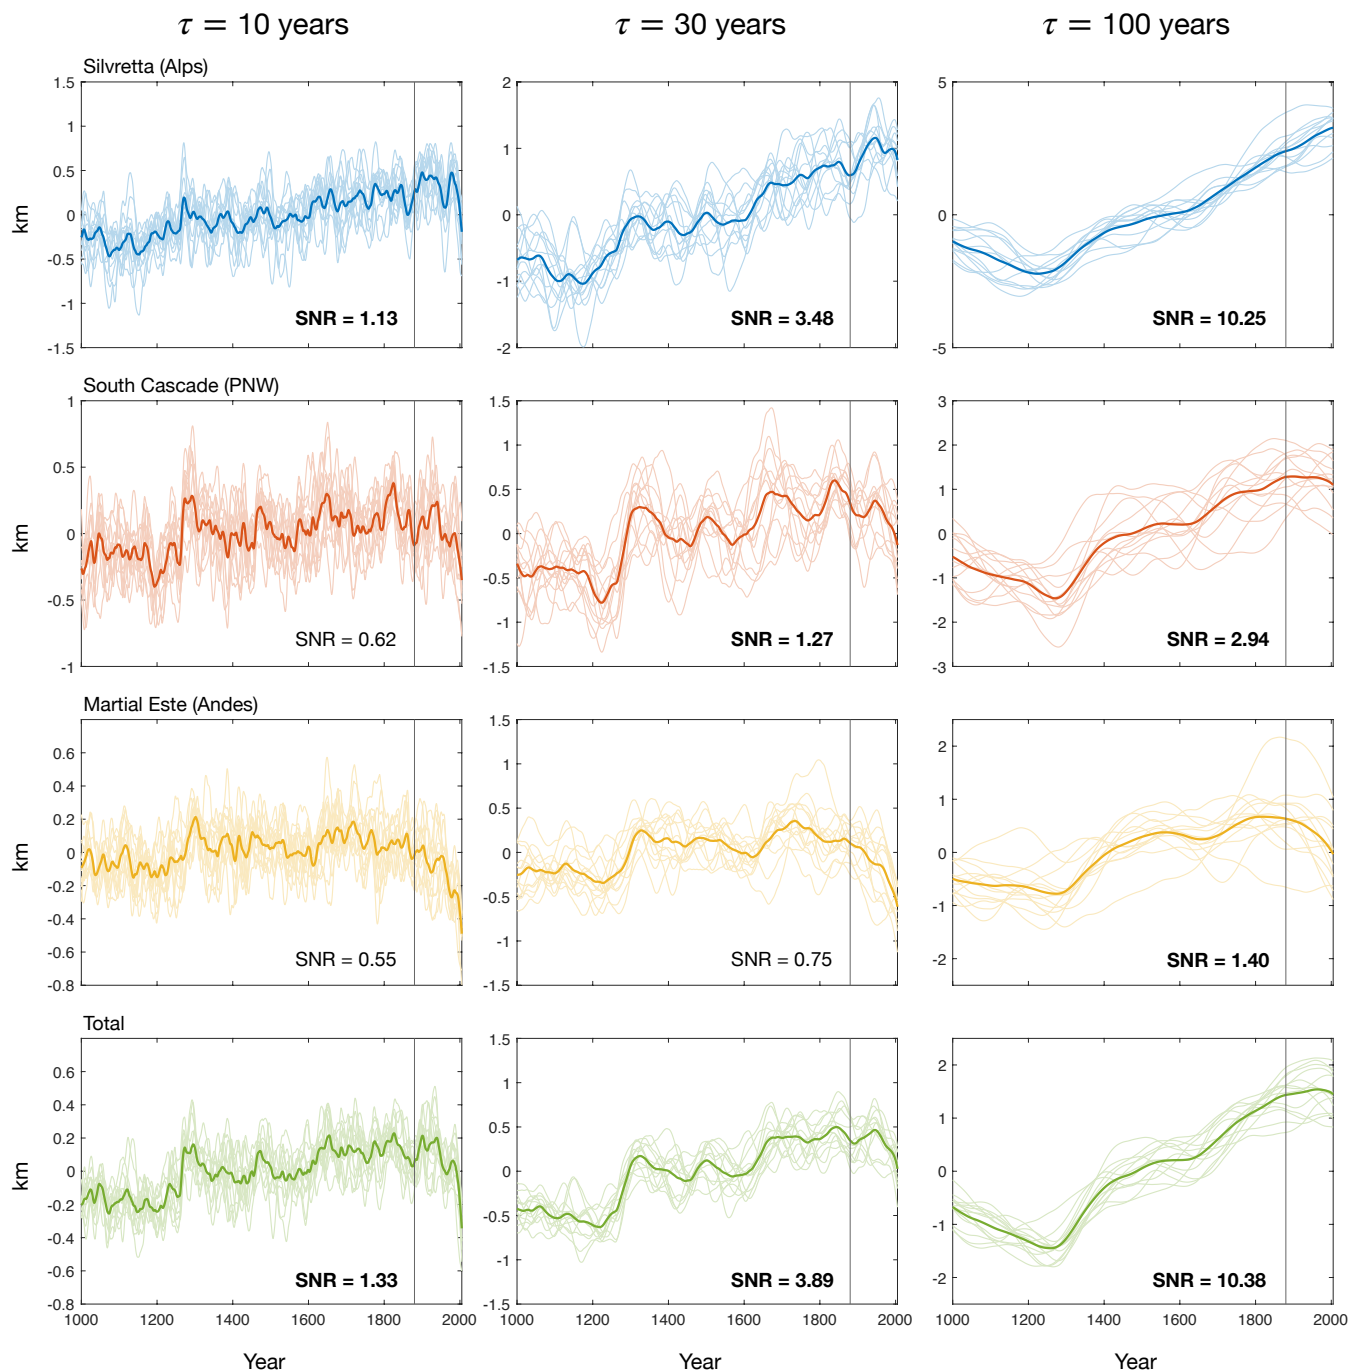 τ = 10 years τ = 30 years τ = 100 years
Silvretta (Alps)
1.5 2 5
1
1
0.5
km 0 0 0
-0.5
-1
-1
SNR = 1.13 SNR = 3.48 SNR = 10.25
-1.5 -2 -5
South Cascade (PNW)
1 1.5 3
1 2
0.5
0.5 1
km 0 0 0
-0.5 -1
-0.5
-1 -2
SNR = 0.62 SNR = 1.27 SNR = 2.94
-1 -1.5 -3
Martial Este (Andes)
1.5
0.6 2
1
0.4
0.5 1
0.2
km 0 0 0
-0.2
-0.5 -1
-0.4
-1
-0.6 -2
SNR = 0.55 SNR = 0.75 SNR = 1.40
-0.8 -1.5
Total
1.5
0.6 2
1
0.4
0.5 1
0.2
km 0 0 0
-0.2
-0.5 -1
-0.4
-1
-0.6 -2
SNR = 1.33 SNR = 3.89 SNR = 10.38
-0.8 -1.5
1000 1200 1400 1600 1800 2000 1000 1200 1400 1600 1800 2000 1000 1200 1400 1600 1800 2000
Year Year Year